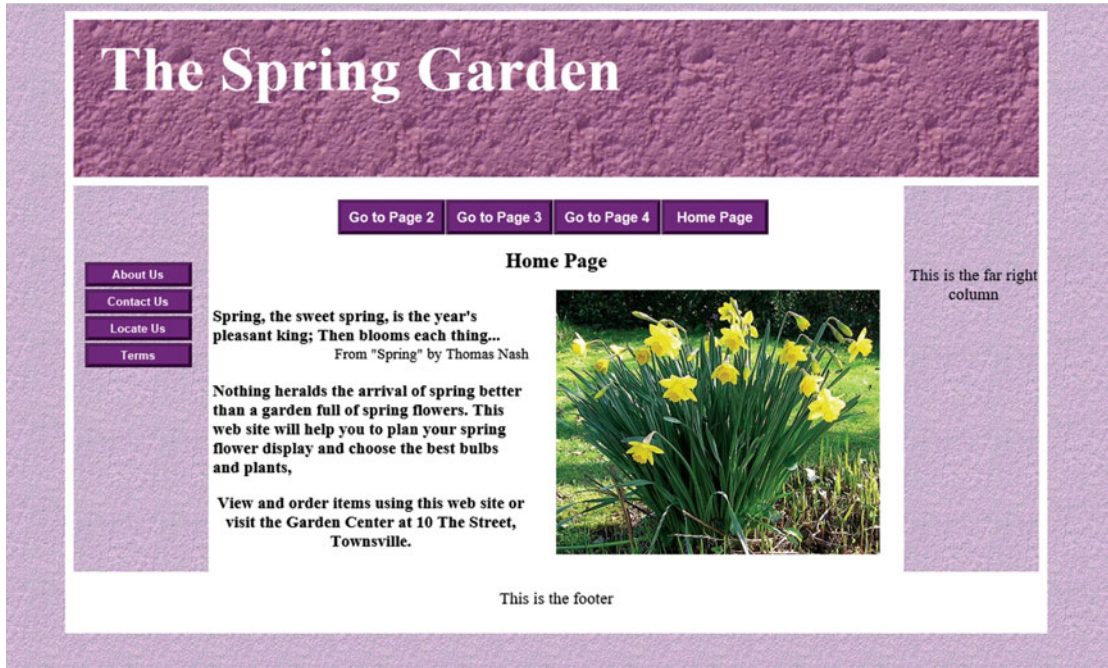 The Spring Garden
Go to Page 2
Go to Page 3
Go to Page 4
Home Page
About Us
Contact Us
Locate Us
Terms
Home Page
Spring, the sweet spring, is the year's
pleasant king; Then blooms each thing...
From "Spring" by Thomas Nash
Nothing heralds the arrival of spring better
than a garden full of spring flowers. This
web site will help you to plan your spring
flower display and choose the best bulbs
and plants,
View and order items using this web site or
visit the Garden Center at 10 The Street,
Townsville.
This is the far right
column
This is the footer